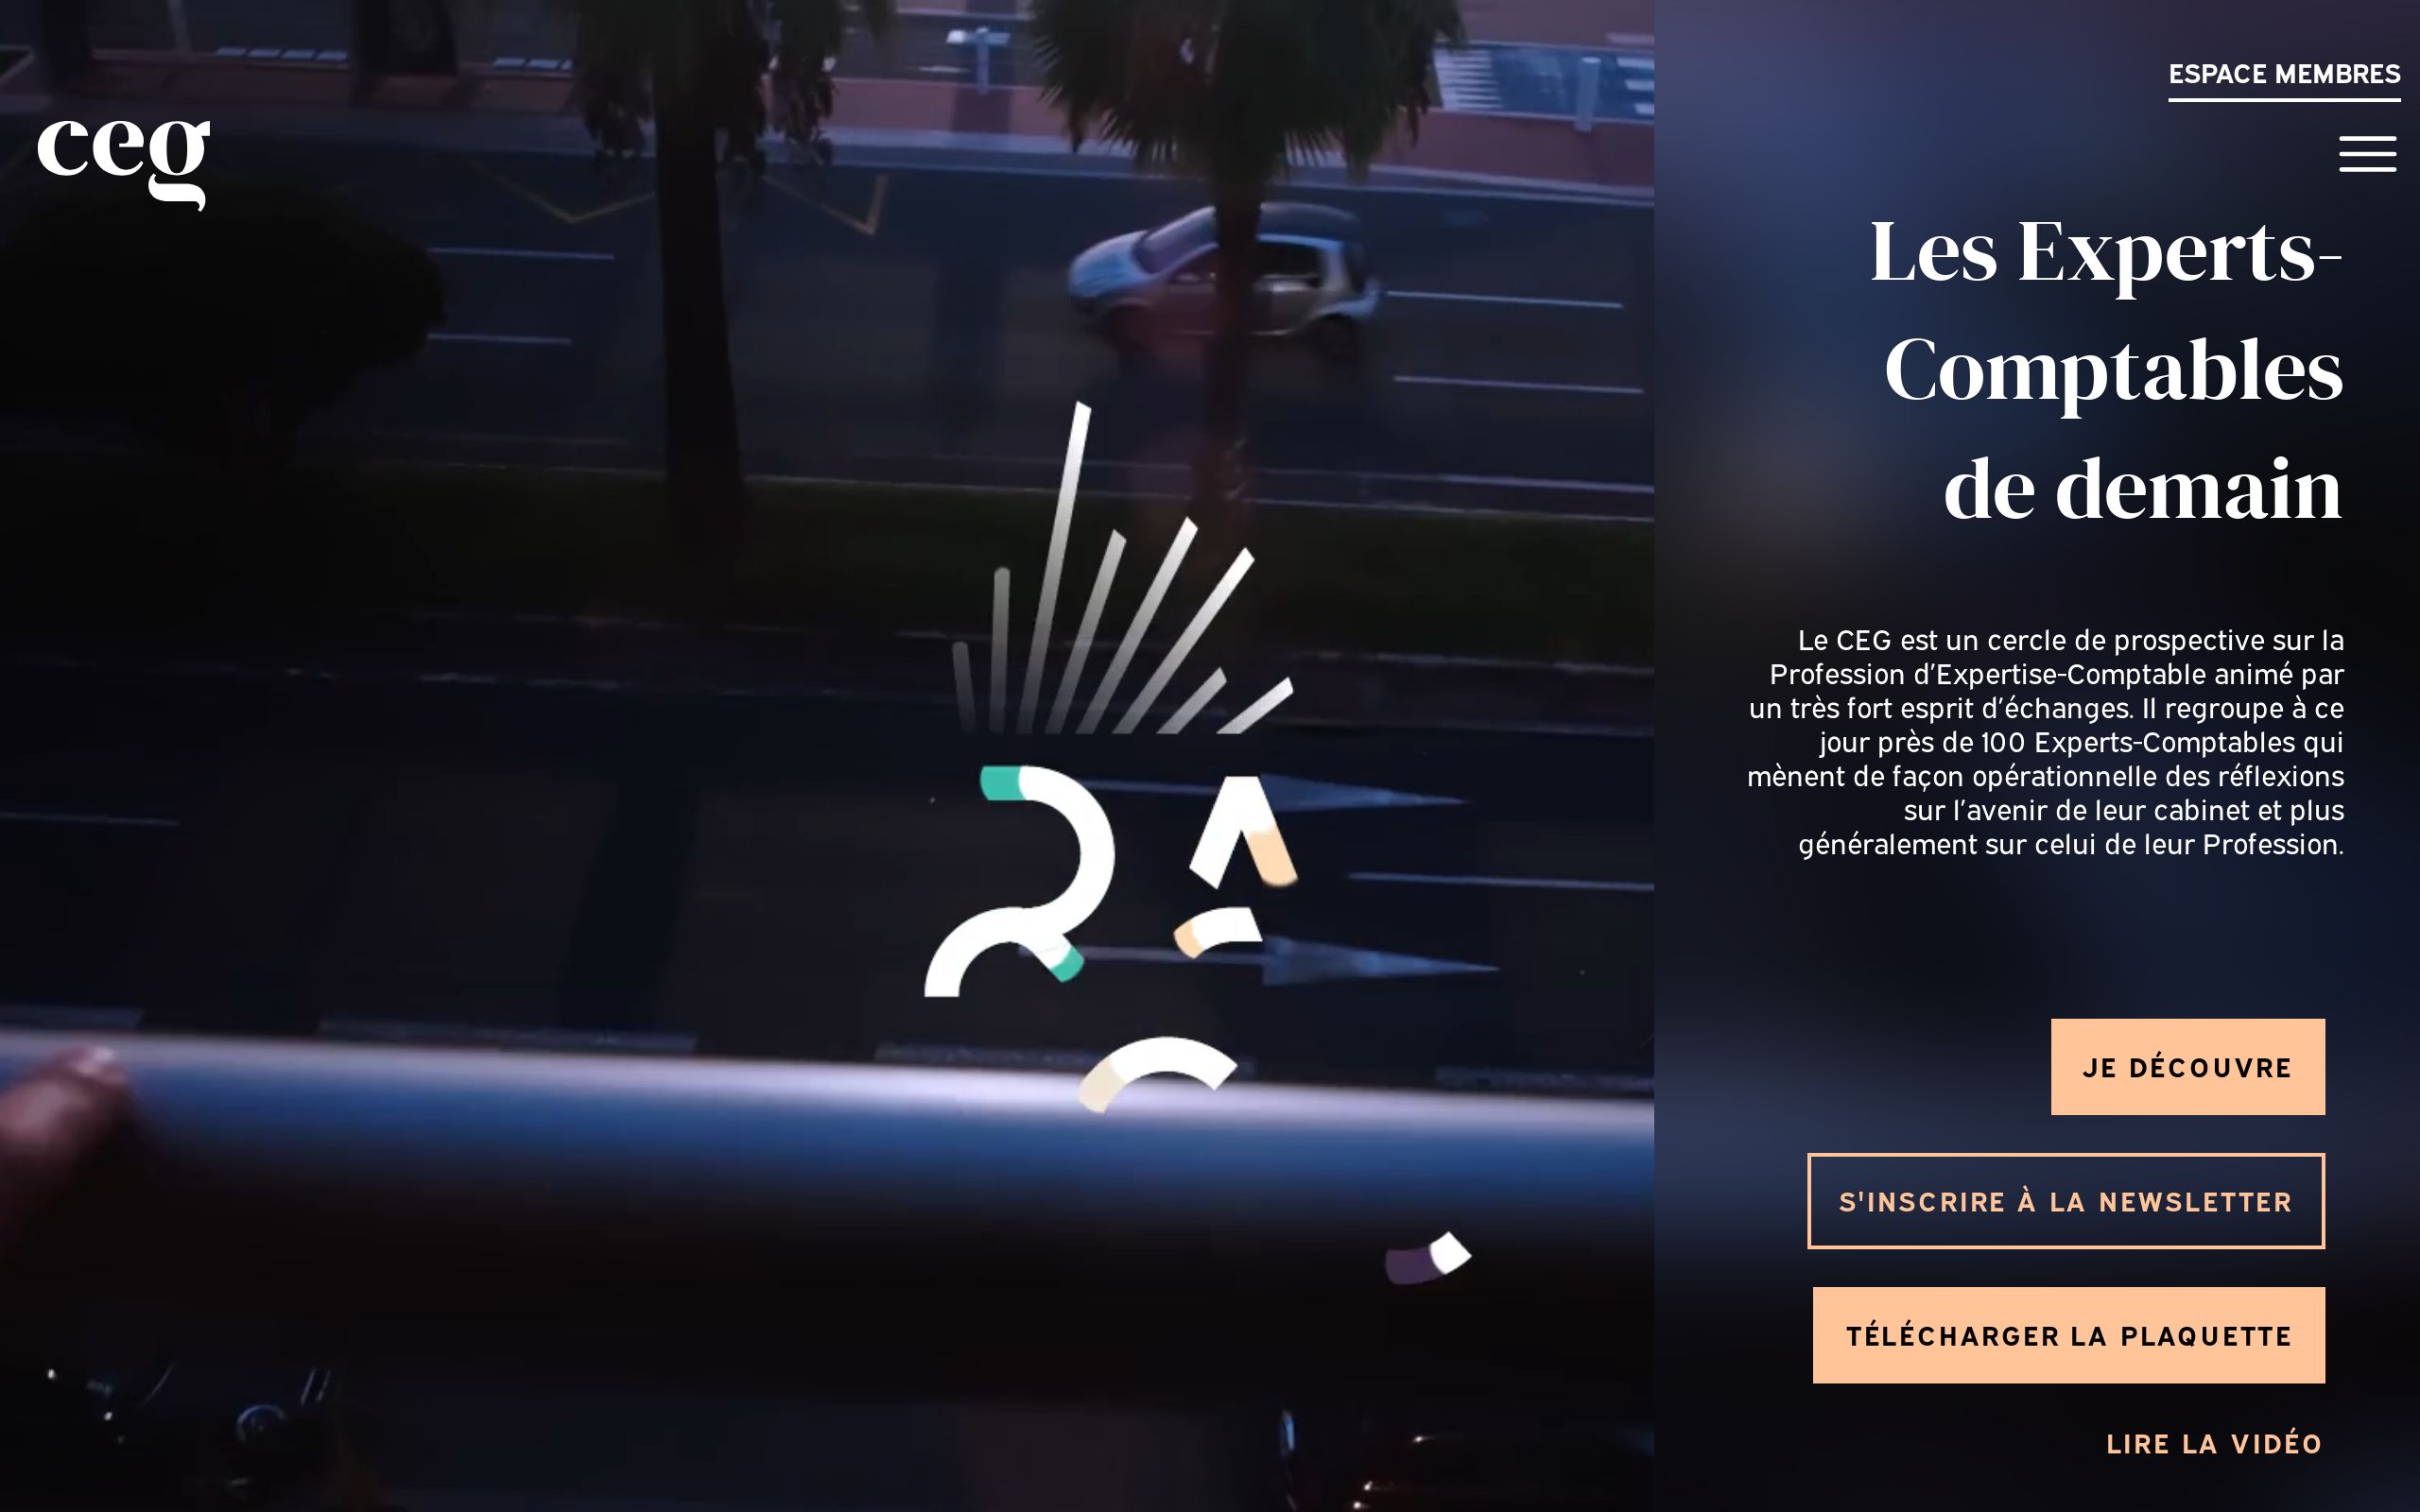 ESPACE MEMBRES
ceg
Les Experts-
Comptables
de demain
Le CEG est un cercle de prospective sur la
Profession d'Expertise-Comptable animé par
un très fort esprit d'échanges. Il regroupe à ce
jour près de 100 Experts-Comptables qui
mènent de façon opérationnelle des réflexions
sur l'avenir de leur cabinet et plus
généralement sur celui de leur Profession.
JE DÉCOUVRE
S'INSCRIRE À LA NEWSLETTER
TÉLÉCHARGER LA PLAQUETTE
LIRE LA VIDÉO